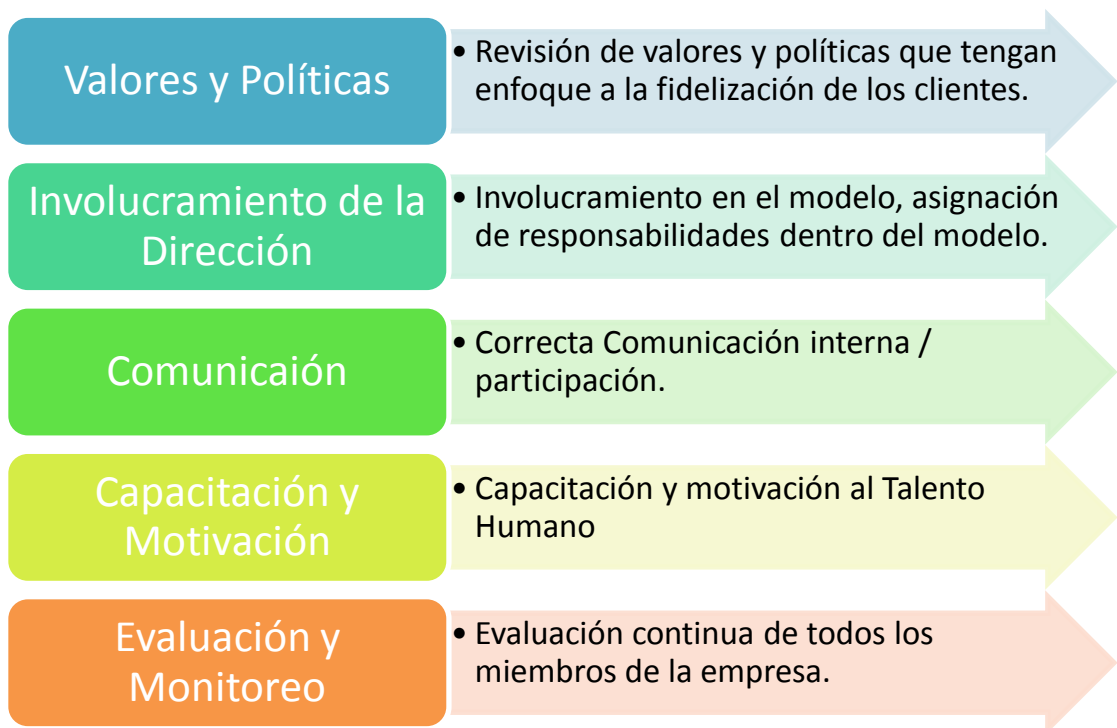 Valores y Políticas
• Revisión de valores y políticas que tengan
enfoque a la fidelización de los clientes.
Involucramiento de la
Dirección
• Involucramiento en el modelo, asignación
de responsabilidades dentro del modelo.
Comunicaión
• Correcta Comunicación interna /
participación.
Capacitación y
Motivación
• Capacitación y motivación al Talento
Humano
Evaluación y
Monitoreo
• Evaluación continua de todos los
miembros de la empresa.